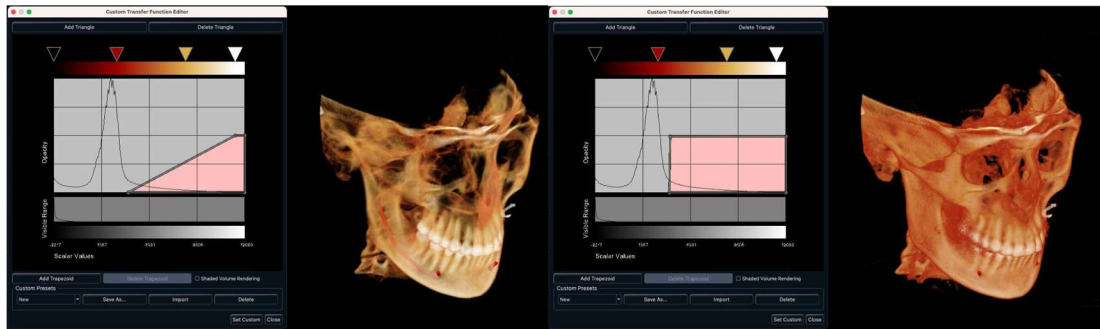 Custom Transfer Function Editor
Add Triangle
Delete Triangle
Opacity
Visible Range
Scalar Values
Add Trapezoid
Delete Trapezoid
Shaded Volume Rendering
Custom Presets
New
Save As...
Import
Delete
Set Custom
Close
Custom Transfer Function Editor
Add Triangle
Delete Triangle
Opacity
Visible Range
Scalar Values
Add Trapezoid
Delete Trapezoid
Shaded Volume Rendering
Custom Presets
New
Save As...
Import
Delete
Set Custom
Close